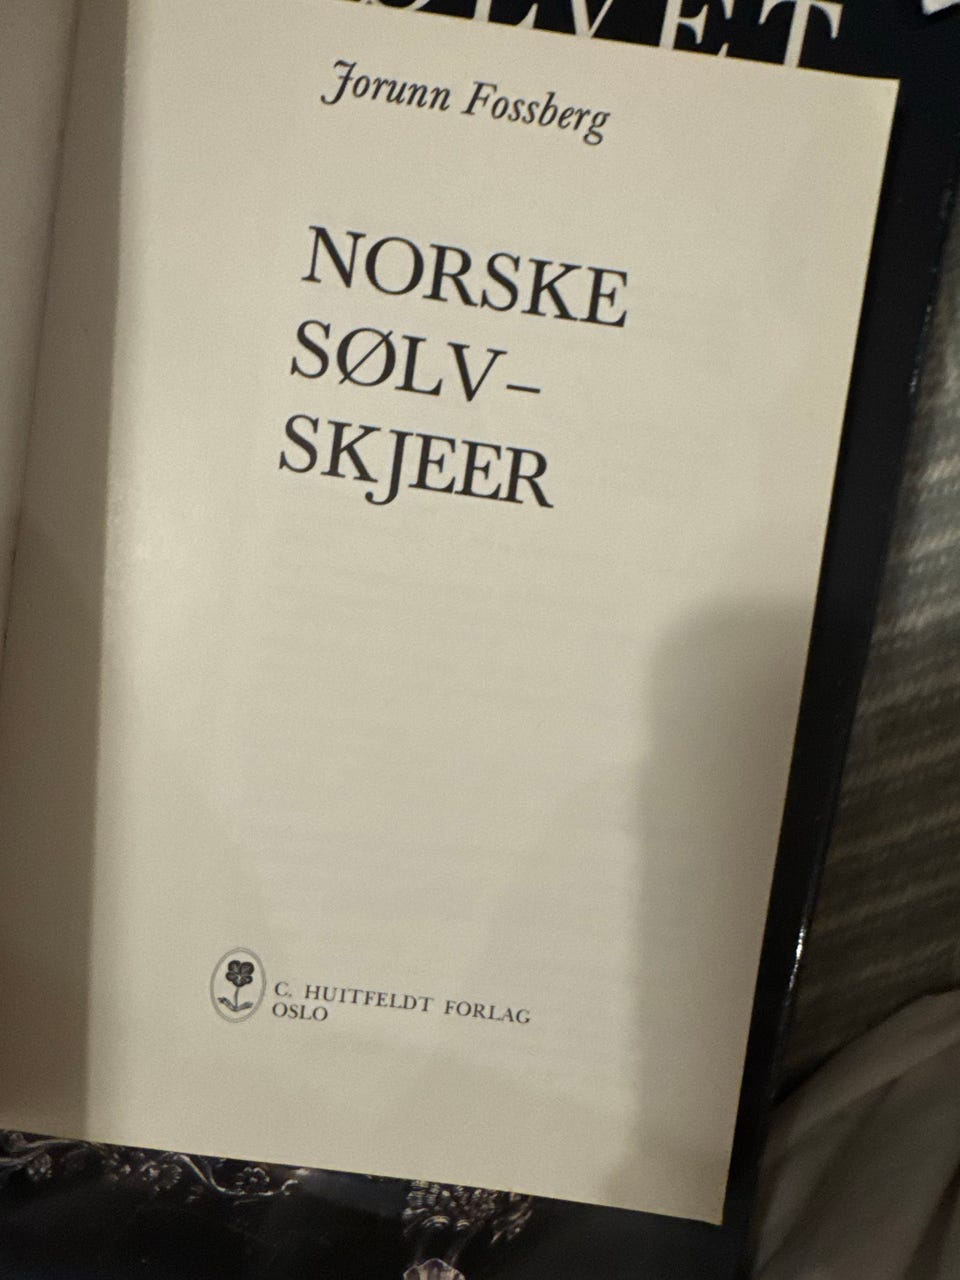 Jorunn Fossberg
NORSKE
SØLV–
SKJEER
C. HUITFELDT FORLAG
OSLO